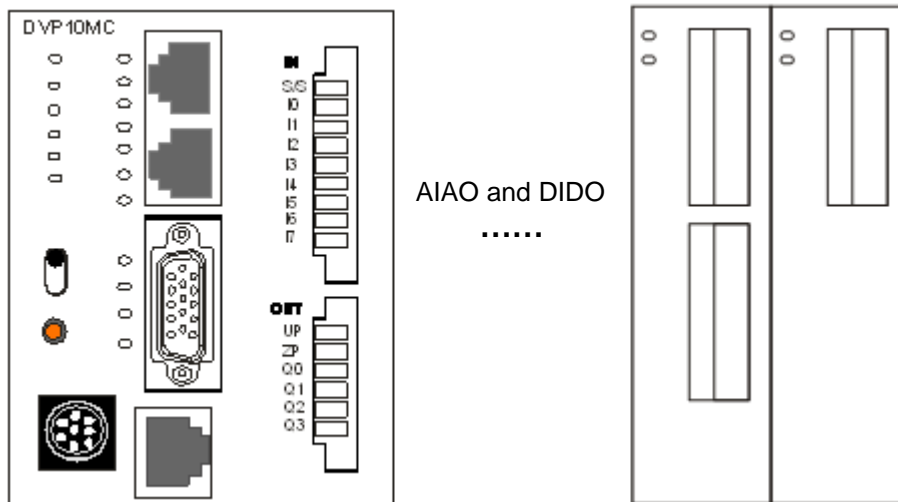 DVP10MC
IN
S/S
I0
I1
I2
I3
I4
I5
I6
I7
AIAO and DIDO
......
OUT
UP
ZP
Q0
Q1
Q2
Q3